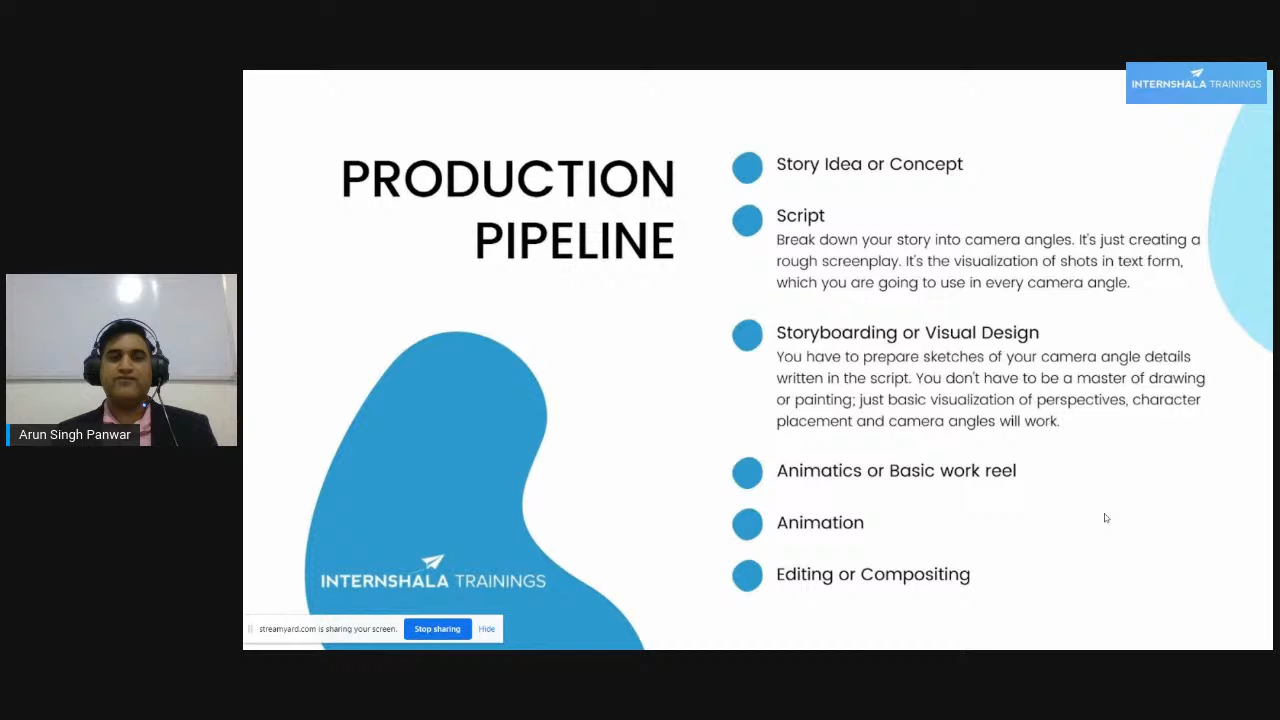 INTERNSHALA TRAININGS
PRODUCTION
PIPELINE
Story Idea or Concept
Script
Break down your story into camera angles. It's just creating a
rough screenplay. It's the visualization of shots in text form,
which you are going to use in every camera angle.
Storyboarding or Visual Design
You have to prepare sketches of your camera angle details
written in the script. You don't have to be a master of drawing
or painting; just basic visualization of perspectives, character
placement and camera angles will work.
Animatics or Basic work reel
Animation
Editing or Compositing
Arun Singh Panwar
INTERNSHALA TRAININGS
streamyard.com is sharing your screen.
Stop sharing
Hide